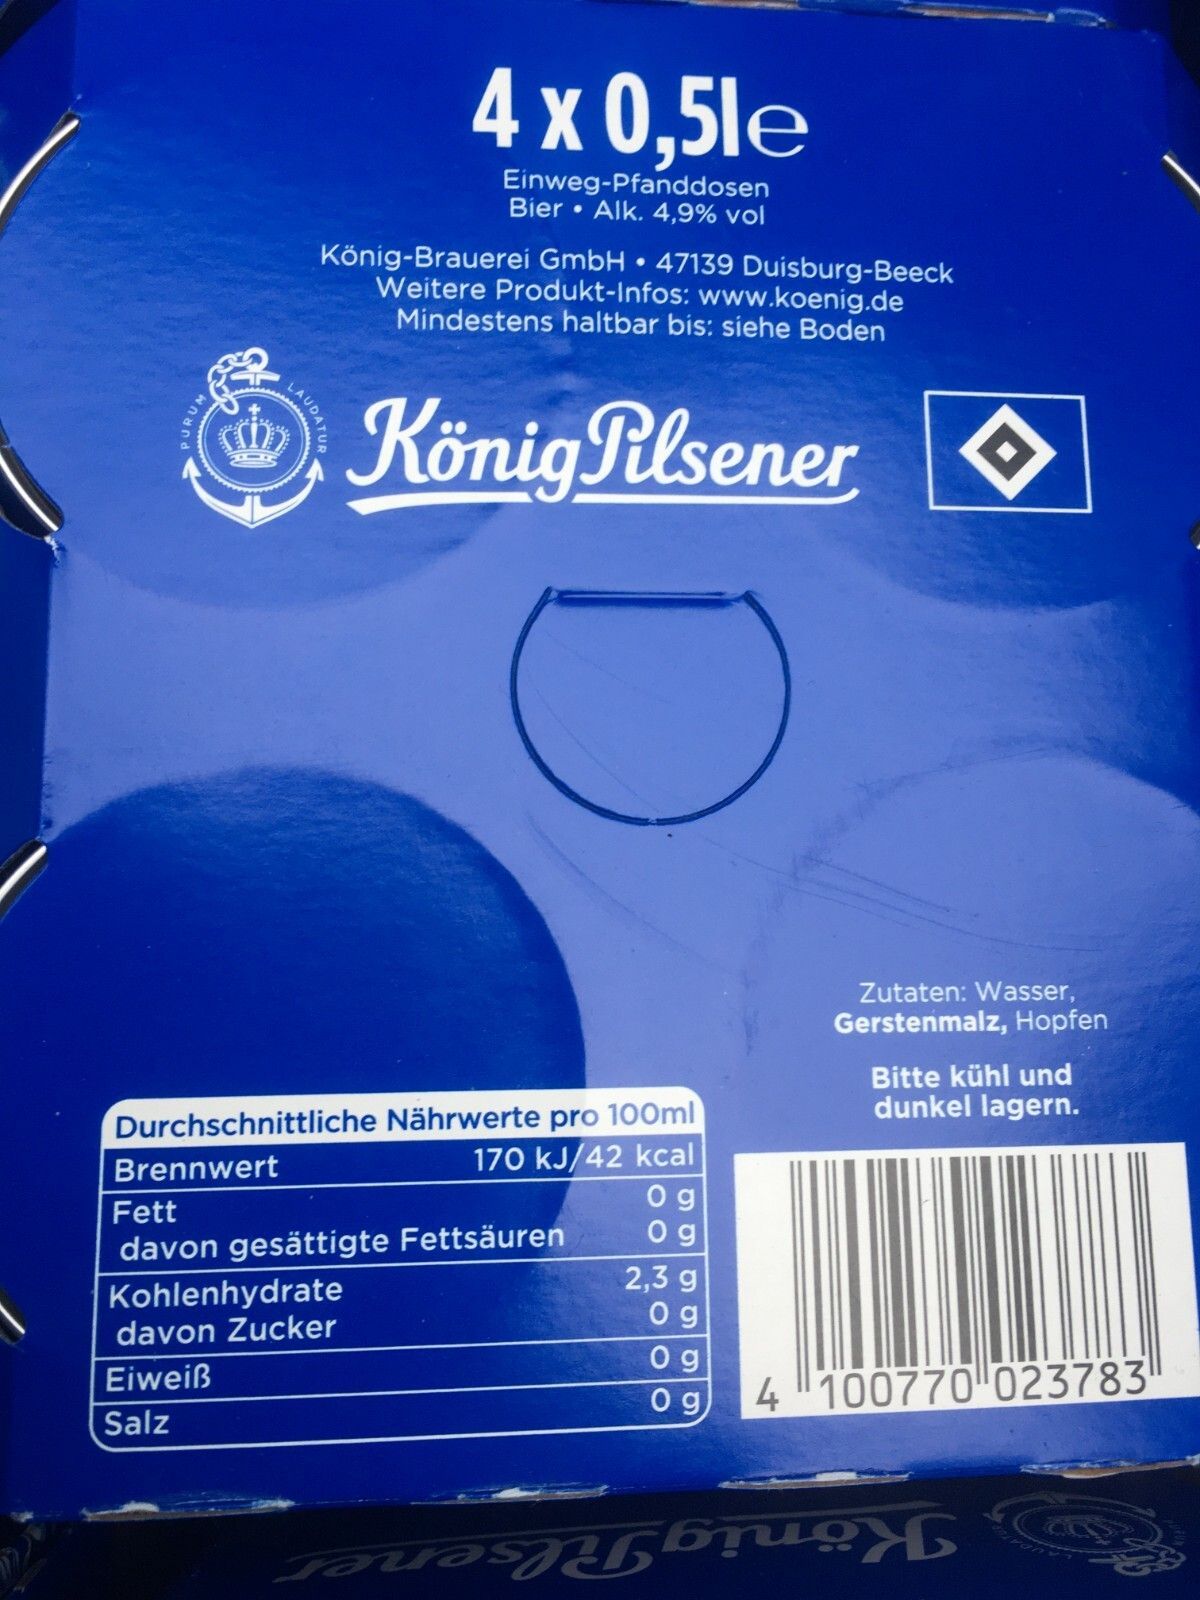 4 x 0,5l℮
Einweg-Pfanddosen
Bier • Alk. 4,9% vol
König-Brauerei GmbH • 47139 Duisburg-Beeck
Weitere Produkt-Infos: www.koenig.de
Mindestens haltbar bis: siehe Boden
PURUM LAUDATUR
König Pilsener
Zutaten: Wasser,
Gerstenmalz, Hopfen
Bitte kühl und
dunkel lagern.
Durchschnittliche Nährwerte pro 100ml
Brennwert 170 kJ/42 kcal
Fett 0 g
davon gesättigte Fettsäuren 0 g
Kohlenhydrate 2,3 g
davon Zucker 0 g
Eiweiß 0 g
Salz 0 g
4 100770 023783
König Pilsener